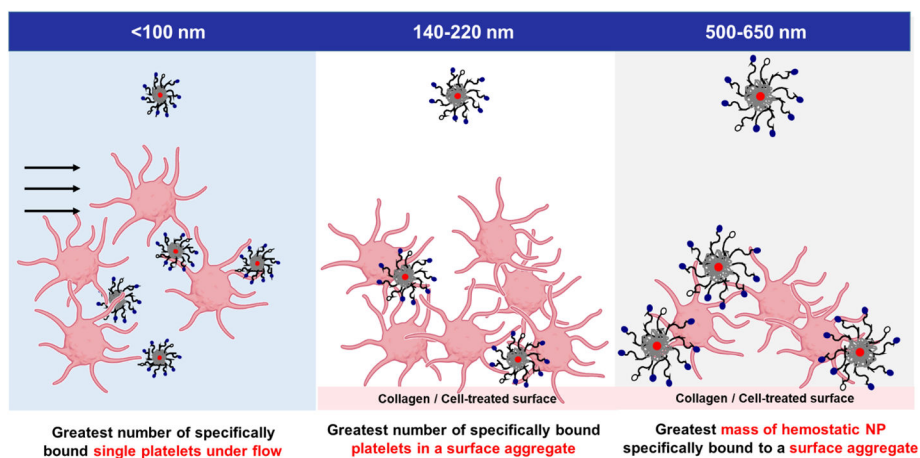 <100 nm
140-220 nm
500-650 nm
Collagen / Cell-treated surface
Collagen / Cell-treated surface
Greatest number of specifically
bound single platelets under flow
Greatest number of specifically bound
platelets in a surface aggregate
Greatest mass of hemostatic NP
specifically bound to a surface aggregate